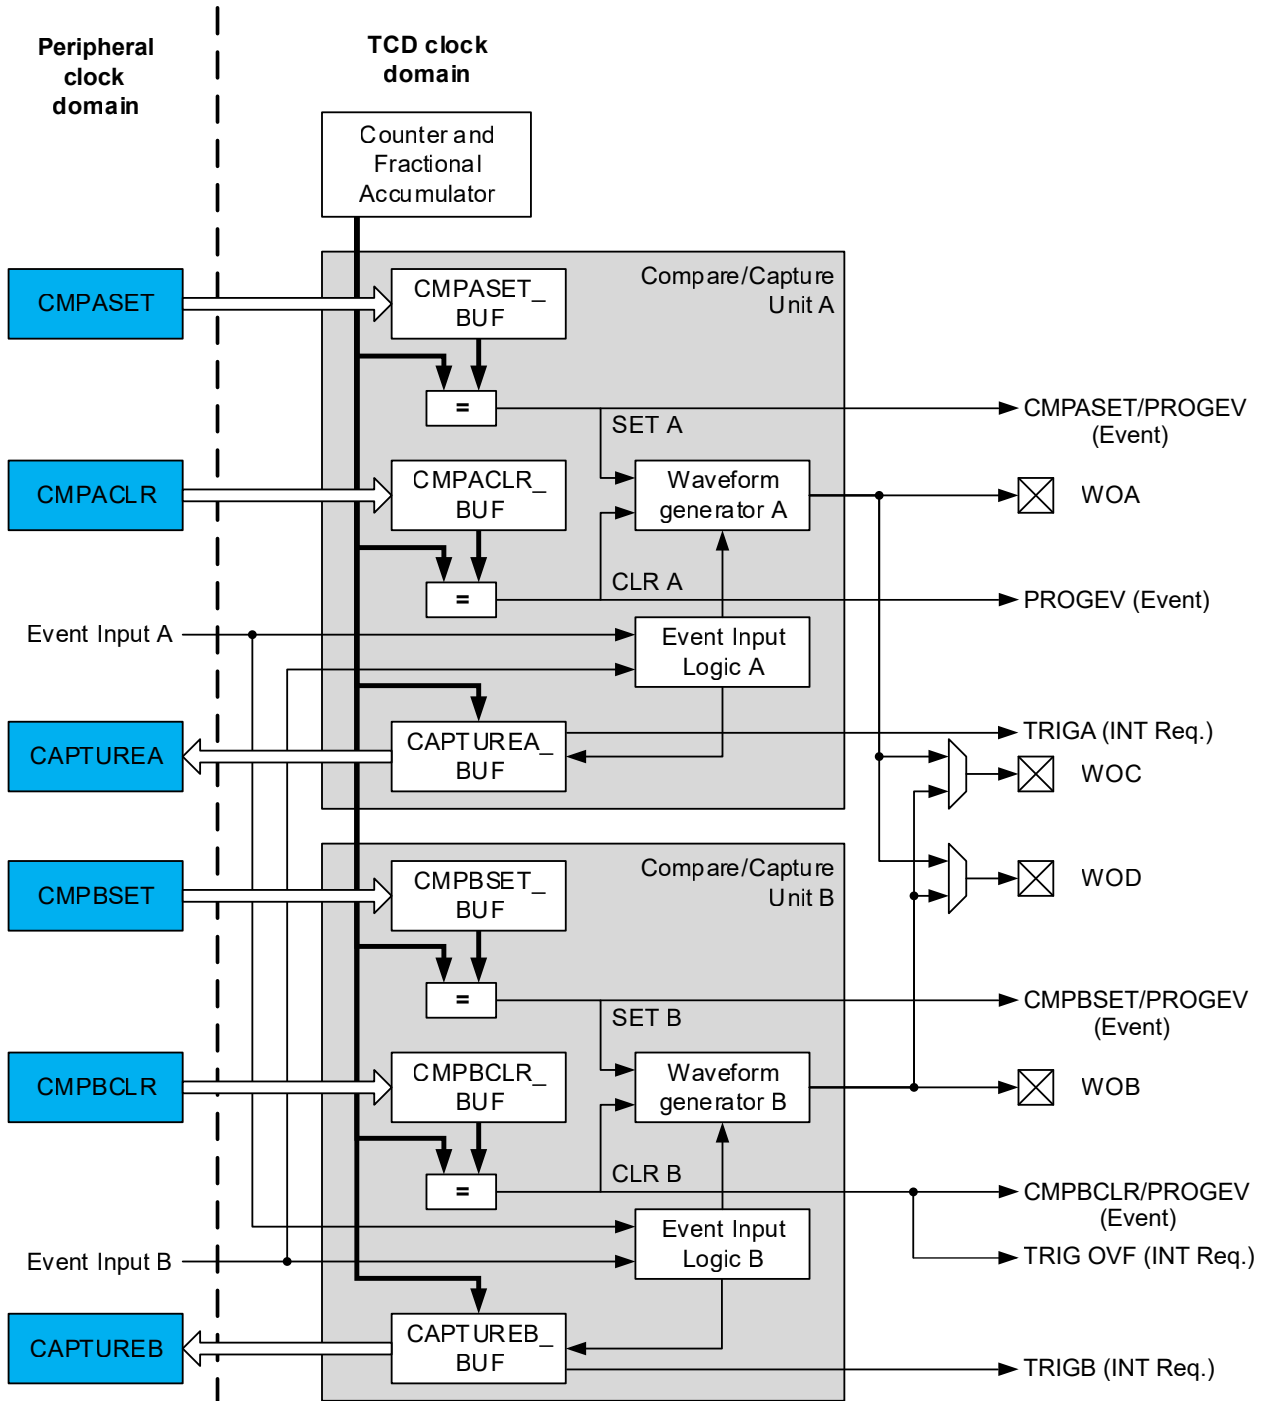 Peripheral
clock
domain
TCD clock
domain
Counter and
Fractional
Accumulator
Compare/Capture
Unit A
CMPASET
CMPASET_
BUF
=
SET A
CMPASET/PROGEV
(Event)
CMPACLR
CMPACLR_
BUF
Waveform
generator A
WOA
=
CLR A
PROGEV (Event)
Event Input A
Event Input
Logic A
CAPTUREA
CAPTUREA_
BUF
TRIGA (INT Req.)
WOC
Compare/Capture
Unit B
CMPBSET
CMPBSET_
BUF
WOD
=
SET B
CMPBSET/PROGEV
(Event)
CMPBCLR
CMPBCLR_
BUF
Waveform
generator B
WOB
=
CLR B
CMPBCLR/PROGEV
(Event)
Event Input B
Event Input
Logic B
TRIG OVF (INT Req.)
CAPTUREB
CAPTUREB_
BUF
TRIGB (INT Req.)